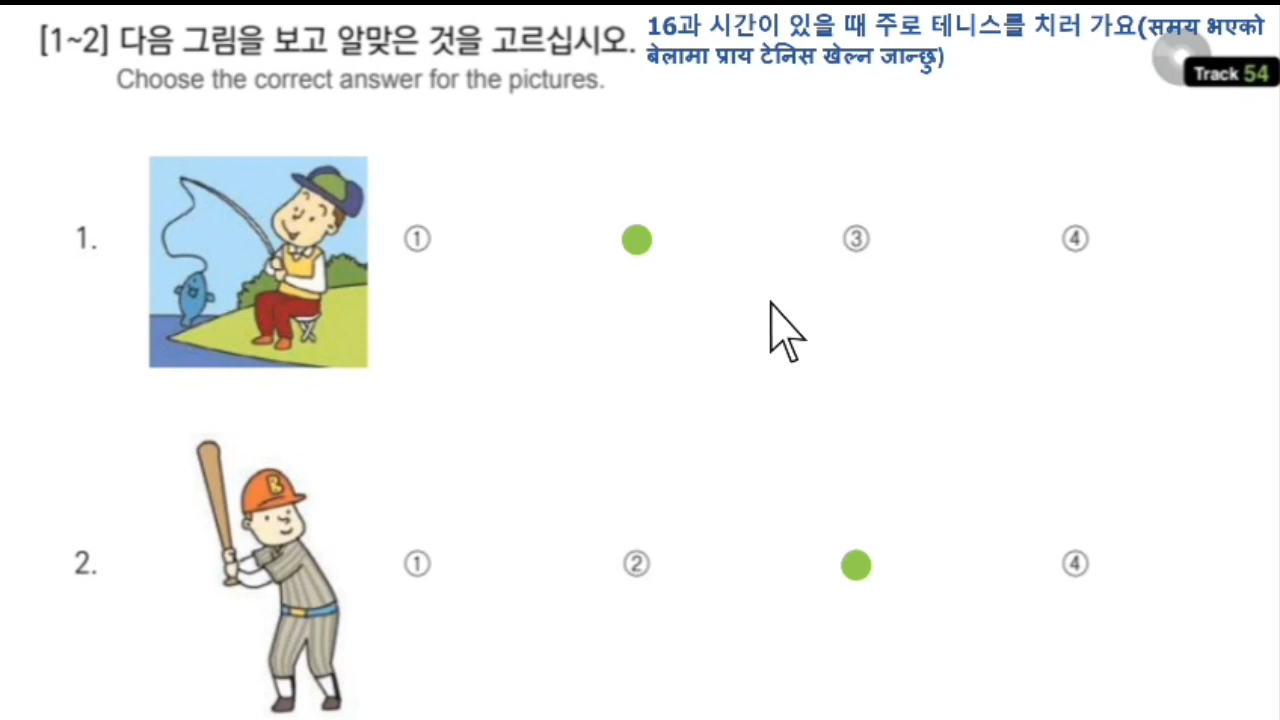 [1~2] 다음 그림을 보고 알맞은 것을 고르십시오.
Choose the correct answer for the pictures.
16과 시간이 있을 때 주로 테니스를 치러 가요(समय भएको
बेलामा प्राय टेनिस खेल्न जान्छु)
Track 54
1.
①
③
④
B
2.
①
②
④